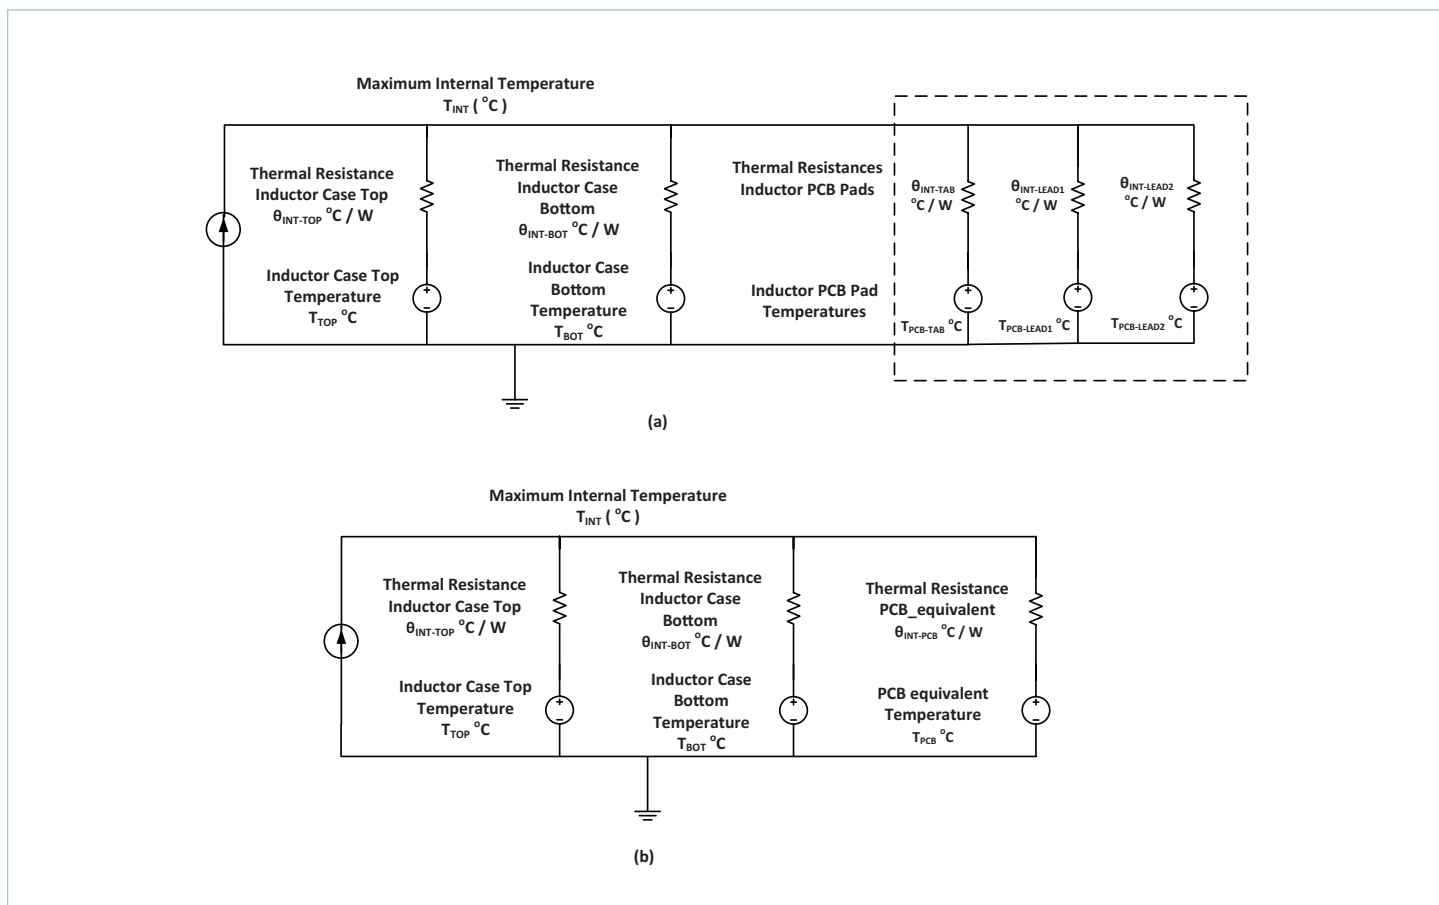 Maximum Internal Temperature
T_INT ( °C )
Thermal Resistance
Inductor Case Top
θ_INT-TOP °C / W
Thermal Resistance
Inductor Case
Bottom
θ_INT-BOT °C / W
Thermal Resistances
Inductor PCB Pads
θ_INT-TAB
°C / W
θ_INT-LEAD1
°C / W
θ_INT-LEAD2
°C / W
Inductor Case Top
Temperature
T_TOP °C
+
−
Inductor Case
Bottom
Temperature
T_BOT °C
+
−
Inductor PCB Pad
Temperatures
+
−
T_PCB-TAB °C
+
−
T_PCB-LEAD1 °C
+
−
T_PCB-LEAD2 °C
(a)
Maximum Internal Temperature
T_INT ( °C )
Thermal Resistance
Inductor Case Top
θ_INT-TOP °C / W
Thermal Resistance
Inductor Case
Bottom
θ_INT-BOT °C / W
Thermal Resistance
PCB_equivalent
θ_INT-PCB °C / W
Inductor Case Top
Temperature
T_TOP °C
+
−
Inductor Case
Bottom
Temperature
T_BOT °C
+
−
PCB equivalent
Temperature
T_PCB °C
+
−
(b)